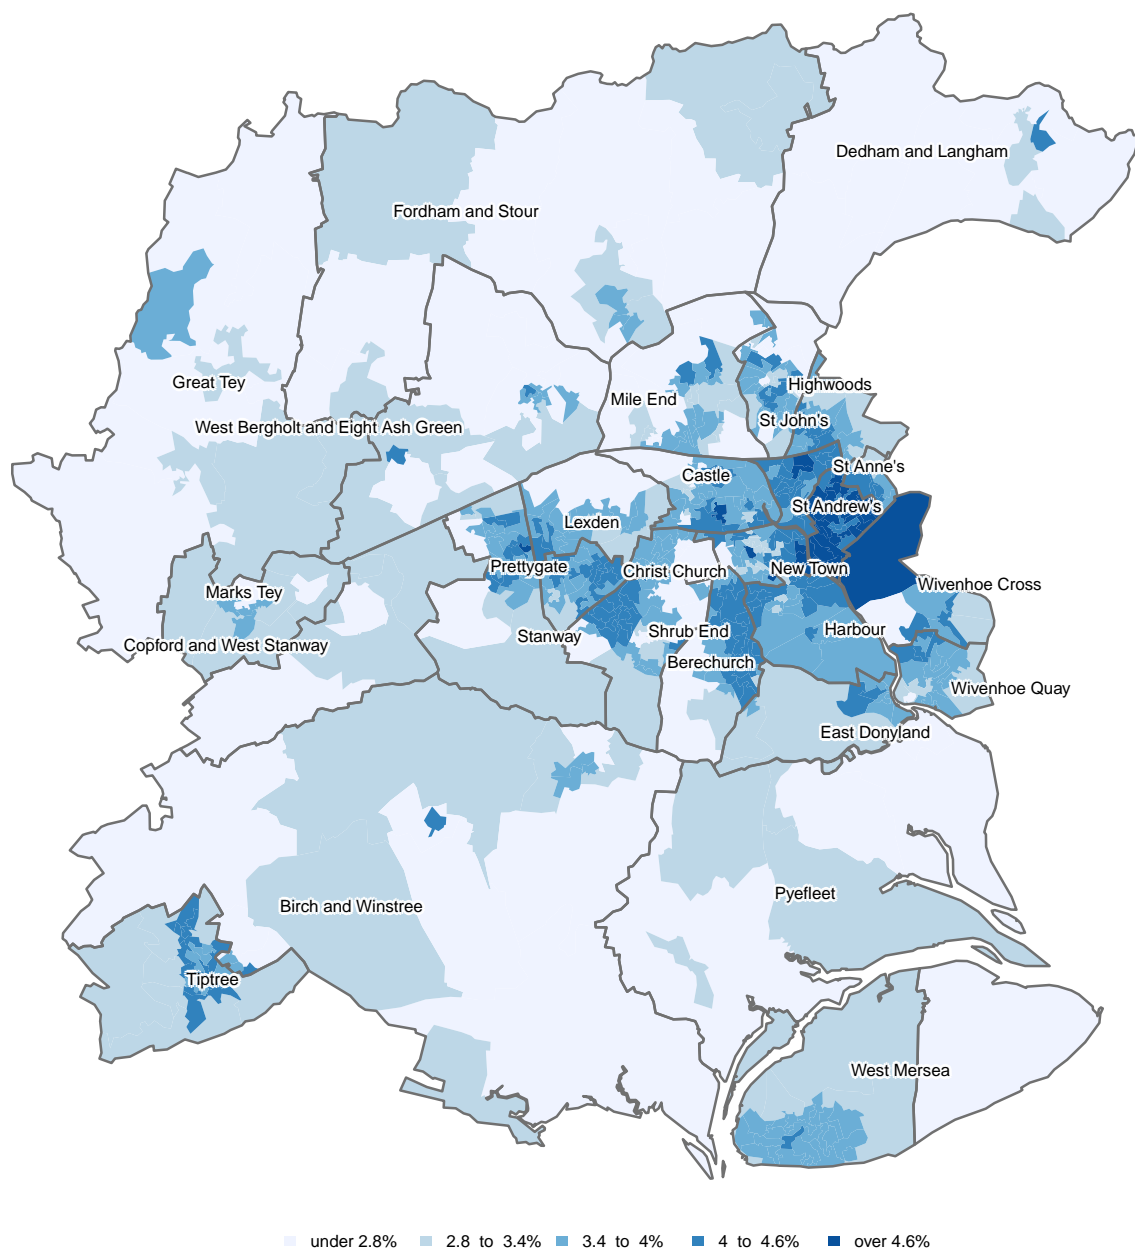 Dedham and Langham
Fordham and Stour
Great Tey
Highwoods
Mile End
St John's
West Bergholt and Eight Ash Green
St Anne's
Castle
St Andrew's
Lexden
Prettygate
Christ Church
New Town
Wivenhoe Cross
Marks Tey
Harbour
Shrub End
Stanway
Copford and West Stanway
Berechurch
Wivenhoe Quay
East Donyland
Pyefleet
Birch and Winstree
Tiptree
West Mersea
under 2.8% 2.8 to 3.4% 3.4 to 4% 4 to 4.6% over 4.6%